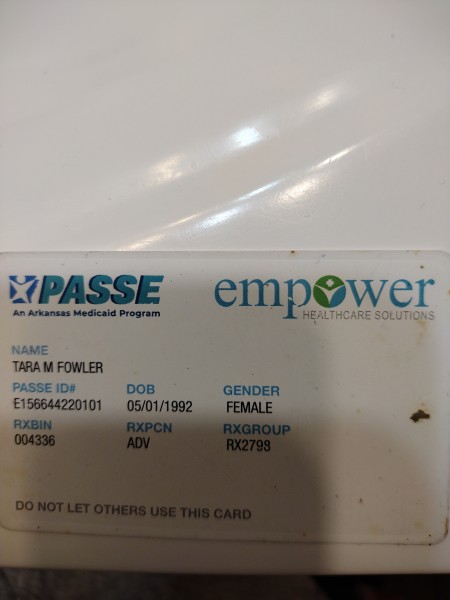 PASSE
An Arkansas Medicaid Program
empower
HEALTHCARE SOLUTIONS
NAME
TARA M FOWLER
PASSE ID# DOB GENDER
E156644220101 05/01/1992 FEMALE
RXBIN RXPCN RXGROUP
004336 ADV RX2798
DO NOT LET OTHERS USE THIS CARD